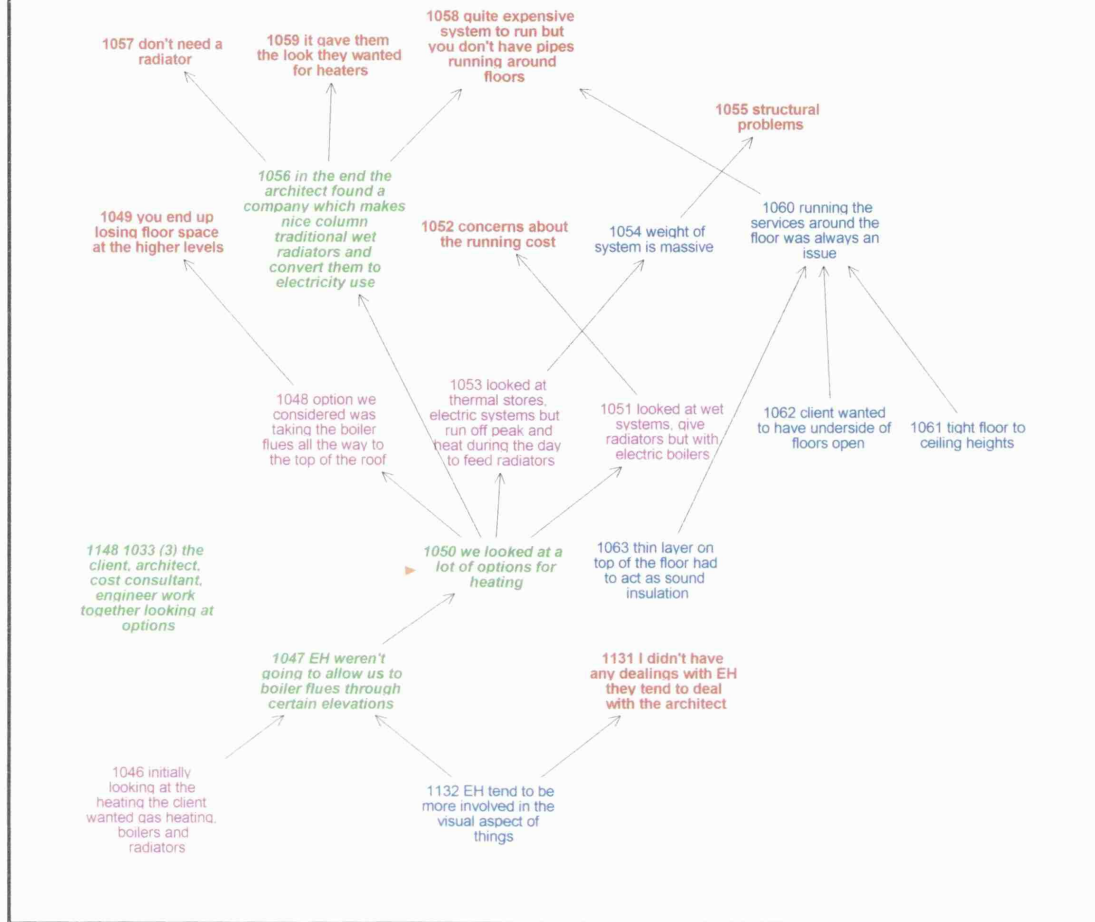 1057 don't need a
radiator
1059 it gave them
the look they wanted
for heaters
1058 quite expensive
system to run but
you don't have pipes
running around
floors
1055 structural
problems
1056 in the end the
architect found a
company which makes
nice column
traditional wet
radiators and
convert them to
electricity use
1049 you end up
losing floor space
at the higher levels
1052 concerns about
the running cost
1054 weight of
system is massive
1060 running the
services around the
floor was always an
issue
1048 option we
considered was
taking the boiler
flues all the way to
the top of the roof
1053 looked at
thermal stores,
electric systems but
run off peak and
heat during the day
to feed radiators
1051 looked at wet
systems, give
radiators but with
electric boilers
1062 client wanted
to have underside of
floors open
1061 tight floor to
ceiling heights
1148 1033 (3) the
client, architect,
cost consultant,
engineer work
together looking at
options
1050 we looked at a
lot of options for
heating
1063 thin layer on
top of the floor had
to act as sound
insulation
1047 EH weren't
going to allow us to
boiler flues through
certain elevations
1131 I didn't have
any dealings with EH
they tend to deal
with the architect
1046 initially
looking at the
heating the client
wanted gas heating,
boilers and
radiators
1132 EH tend to be
more involved in the
visual aspect of
things